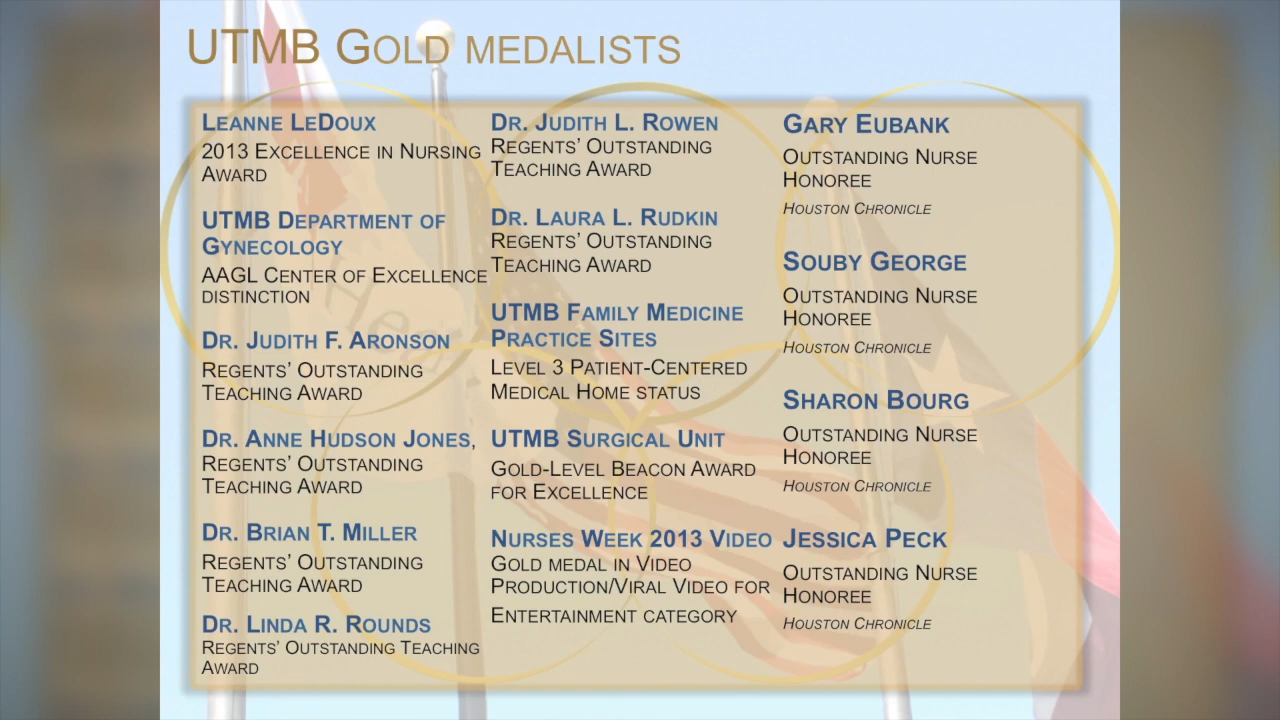 UTMB GOLD MEDALISTS
LEANNE LEDOUX
2013 EXCELLENCE IN NURSING
AWARD
UTMB DEPARTMENT OF
GYNECOLOGY
AAGL CENTER OF EXCELLENCE
DISTINCTION
DR. JUDITH F. ARONSON
REGENTS’ OUTSTANDING
TEACHING AWARD
DR. ANNE HUDSON JONES,
REGENTS’ OUTSTANDING
TEACHING AWARD
DR. BRIAN T. MILLER
REGENTS’ OUTSTANDING
TEACHING AWARD
DR. LINDA R. ROUNDS
REGENTS’ OUTSTANDING TEACHING
AWARD
DR. JUDITH L. ROWEN
REGENTS’ OUTSTANDING
TEACHING AWARD
DR. LAURA L. RUDKIN
REGENTS’ OUTSTANDING
TEACHING AWARD
UTMB FAMILY MEDICINE
PRACTICE SITES
LEVEL 3 PATIENT-CENTERED
MEDICAL HOME STATUS
UTMB SURGICAL UNIT
GOLD-LEVEL BEACON AWARD
FOR EXCELLENCE
NURSES WEEK 2013 VIDEO
GOLD MEDAL IN VIDEO
PRODUCTION/VIRAL VIDEO FOR
ENTERTAINMENT CATEGORY
GARY EUBANK
OUTSTANDING NURSE
HONOREE
HOUSTON CHRONICLE
SOUBY GEORGE
OUTSTANDING NURSE
HONOREE
HOUSTON CHRONICLE
SHARON BOURG
OUTSTANDING NURSE
HONOREE
HOUSTON CHRONICLE
JESSICA PECK
OUTSTANDING NURSE
HONOREE
HOUSTON CHRONICLE